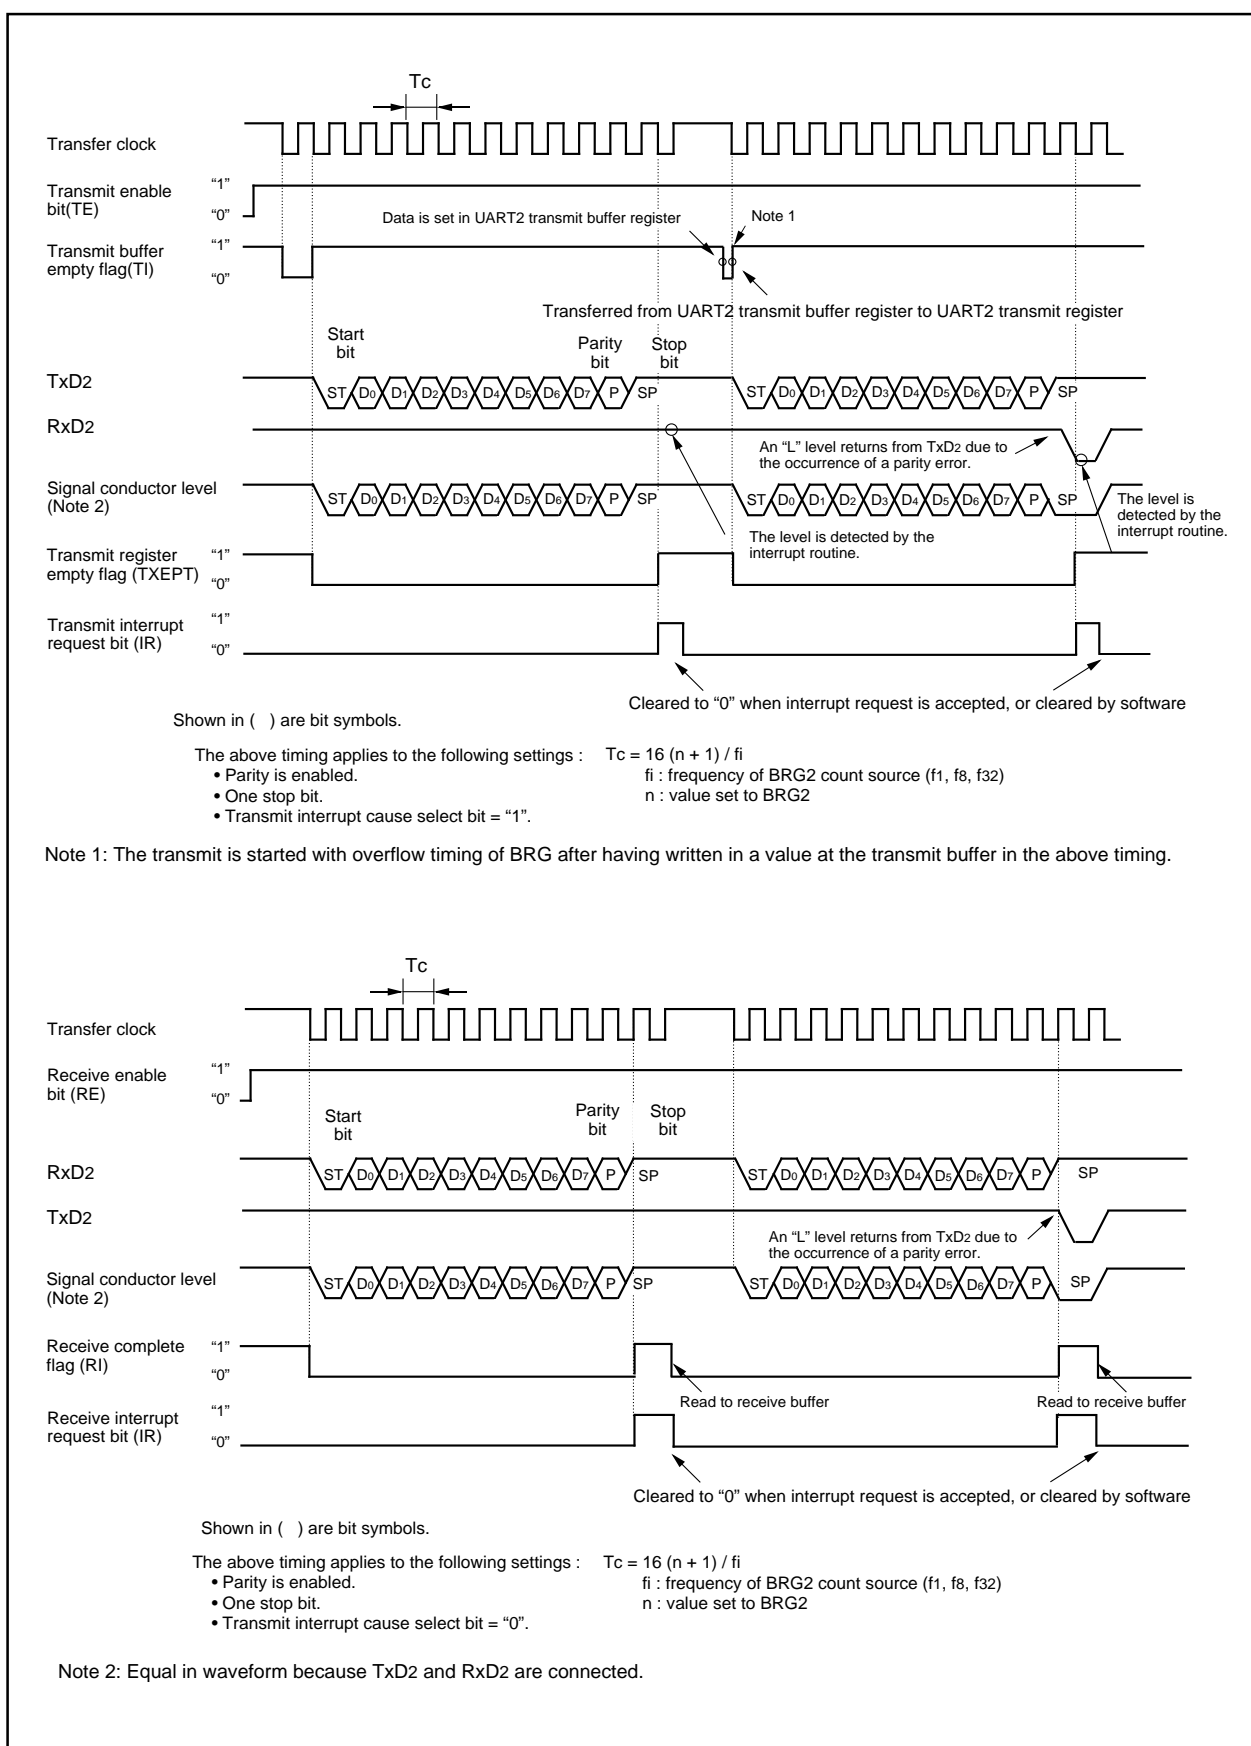 Tc
Transfer clock
Transmit enable
bit(TE)
“1”
“0”
Data is set in UART2 transmit buffer register
Note 1
Transmit buffer
empty flag(TI)
“1”
“0”
Transferred from UART2 transmit buffer register to UART2 transmit register
Start
bit
Parity
bit
Stop
bit
TxD2
ST D0 D1 D2 D3 D4 D5 D6 D7 P SP
ST D0 D1 D2 D3 D4 D5 D6 D7 P SP
RxD2
An “L” level returns from TxD2 due to
the occurrence of a parity error.
Signal conductor level
(Note 2)
ST D0 D1 D2 D3 D4 D5 D6 D7 P SP
ST D0 D1 D2 D3 D4 D5 D6 D7 P SP
The level is
detected by the
interrupt routine.
The level is detected by the
interrupt routine.
Transmit register
empty flag (TXEPT)
“1”
“0”
Transmit interrupt
request bit (IR)
“1”
“0”
Cleared to “0” when interrupt request is accepted, or cleared by software
Shown in ( ) are bit symbols.
The above timing applies to the following settings :
• Parity is enabled.
• One stop bit.
• Transmit interrupt cause select bit = “1”.
Tc = 16 (n + 1) / fi
fi : frequency of BRG2 count source (f1, f8, f32)
n : value set to BRG2
Note 1: The transmit is started with overflow timing of BRG after having written in a value at the transmit buffer in the above timing.
Tc
Transfer clock
Receive enable
bit (RE)
“1”
“0”
Start
bit
Parity
bit
Stop
bit
RxD2
ST D0 D1 D2 D3 D4 D5 D6 D7 P SP
ST D0 D1 D2 D3 D4 D5 D6 D7 P SP
TxD2
An “L” level returns from TxD2 due to
the occurrence of a parity error.
Signal conductor level
(Note 2)
ST D0 D1 D2 D3 D4 D5 D6 D7 P SP
ST D0 D1 D2 D3 D4 D5 D6 D7 P SP
Receive complete
flag (RI)
“1”
“0”
Read to receive buffer
Read to receive buffer
Receive interrupt
request bit (IR)
“1”
“0”
Cleared to “0” when interrupt request is accepted, or cleared by software
Shown in ( ) are bit symbols.
The above timing applies to the following settings :
• Parity is enabled.
• One stop bit.
• Transmit interrupt cause select bit = “0”.
Tc = 16 (n + 1) / fi
fi : frequency of BRG2 count source (f1, f8, f32)
n : value set to BRG2
Note 2: Equal in waveform because TxD2 and RxD2 are connected.